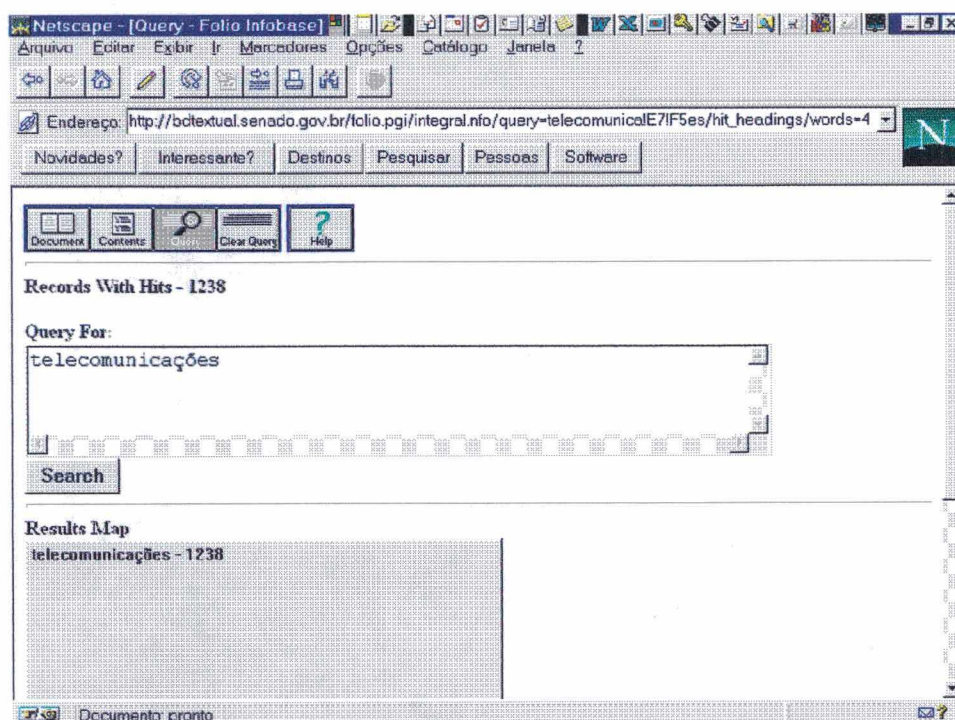 Netscape - [Query - Folio Infobase]
Arquivo Editar Exibir Ir Marcadores Opções Catálogo Janela ?
Endereço: http://bdtextual.senado.gov.br/folio.pgi/integral.nfo/query=telecomunica!E7!F5es/hit_headings/words=4
N
Novidades? Interessante? Destinos Pesquisar Pessoas Software
Document Contents Query Clear Query Help
Records With Hits - 1238
Query For:
telecomunicações
Search
Results Map
telecomunicações - 1238
Documento: pronto